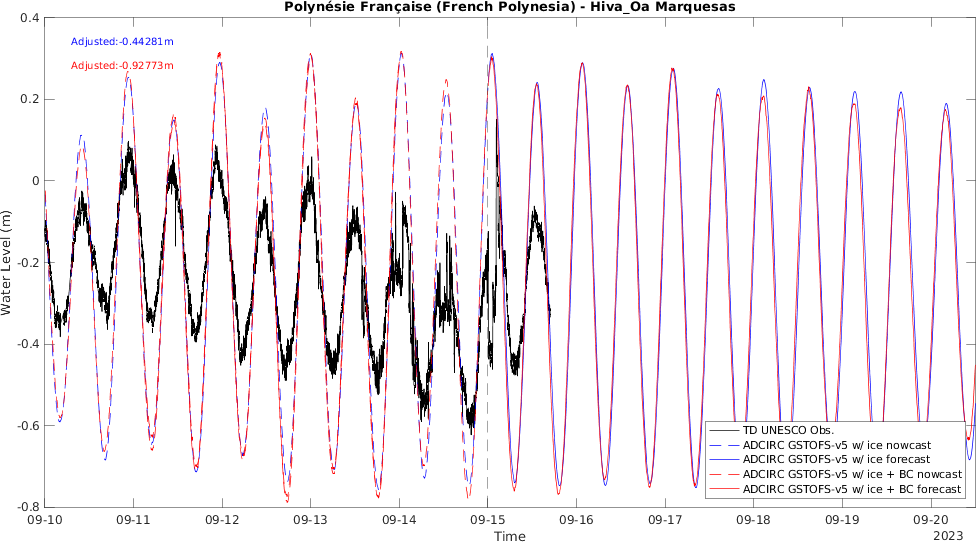 Polynésie Française (French Polynesia) - Hiva_Oa Marquesas
Adjusted:-0.44281m
Adjusted:-0.92773m
Water Level (m)
0.4
0.2
0
-0.2
-0.4
-0.6
-0.8
TD UNESCO Obs.
ADCIRC GSTOFS-v5 w/ ice nowcast
ADCIRC GSTOFS-v5 w/ ice forecast
ADCIRC GSTOFS-v5 w/ ice + BC nowcast
ADCIRC GSTOFS-v5 w/ ice + BC forecast
09-10 09-11 09-12 09-13 09-14 09-15 09-16 09-17 09-18 09-19 09-20
Time
2023